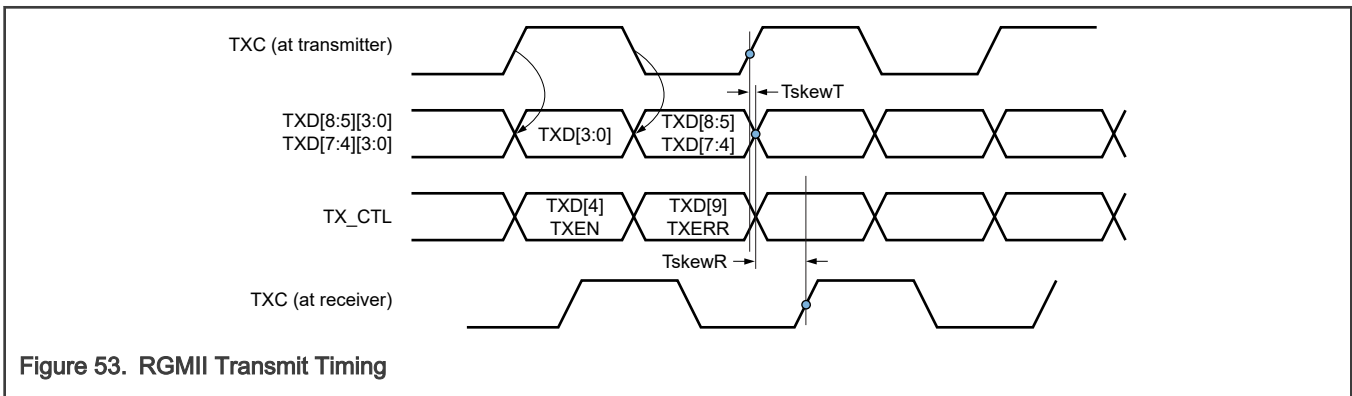 TXC (at transmitter)
TskewT
TXD[8:5][3:0]
TXD[7:4][3:0]
TXD[3:0]
TXD[8:5]
TXD[7:4]
TX_CTL
TXD[4]
TXEN
TXD[9]
TXERR
TskewR
TXC (at receiver)
Figure 53. RGMII Transmit Timing